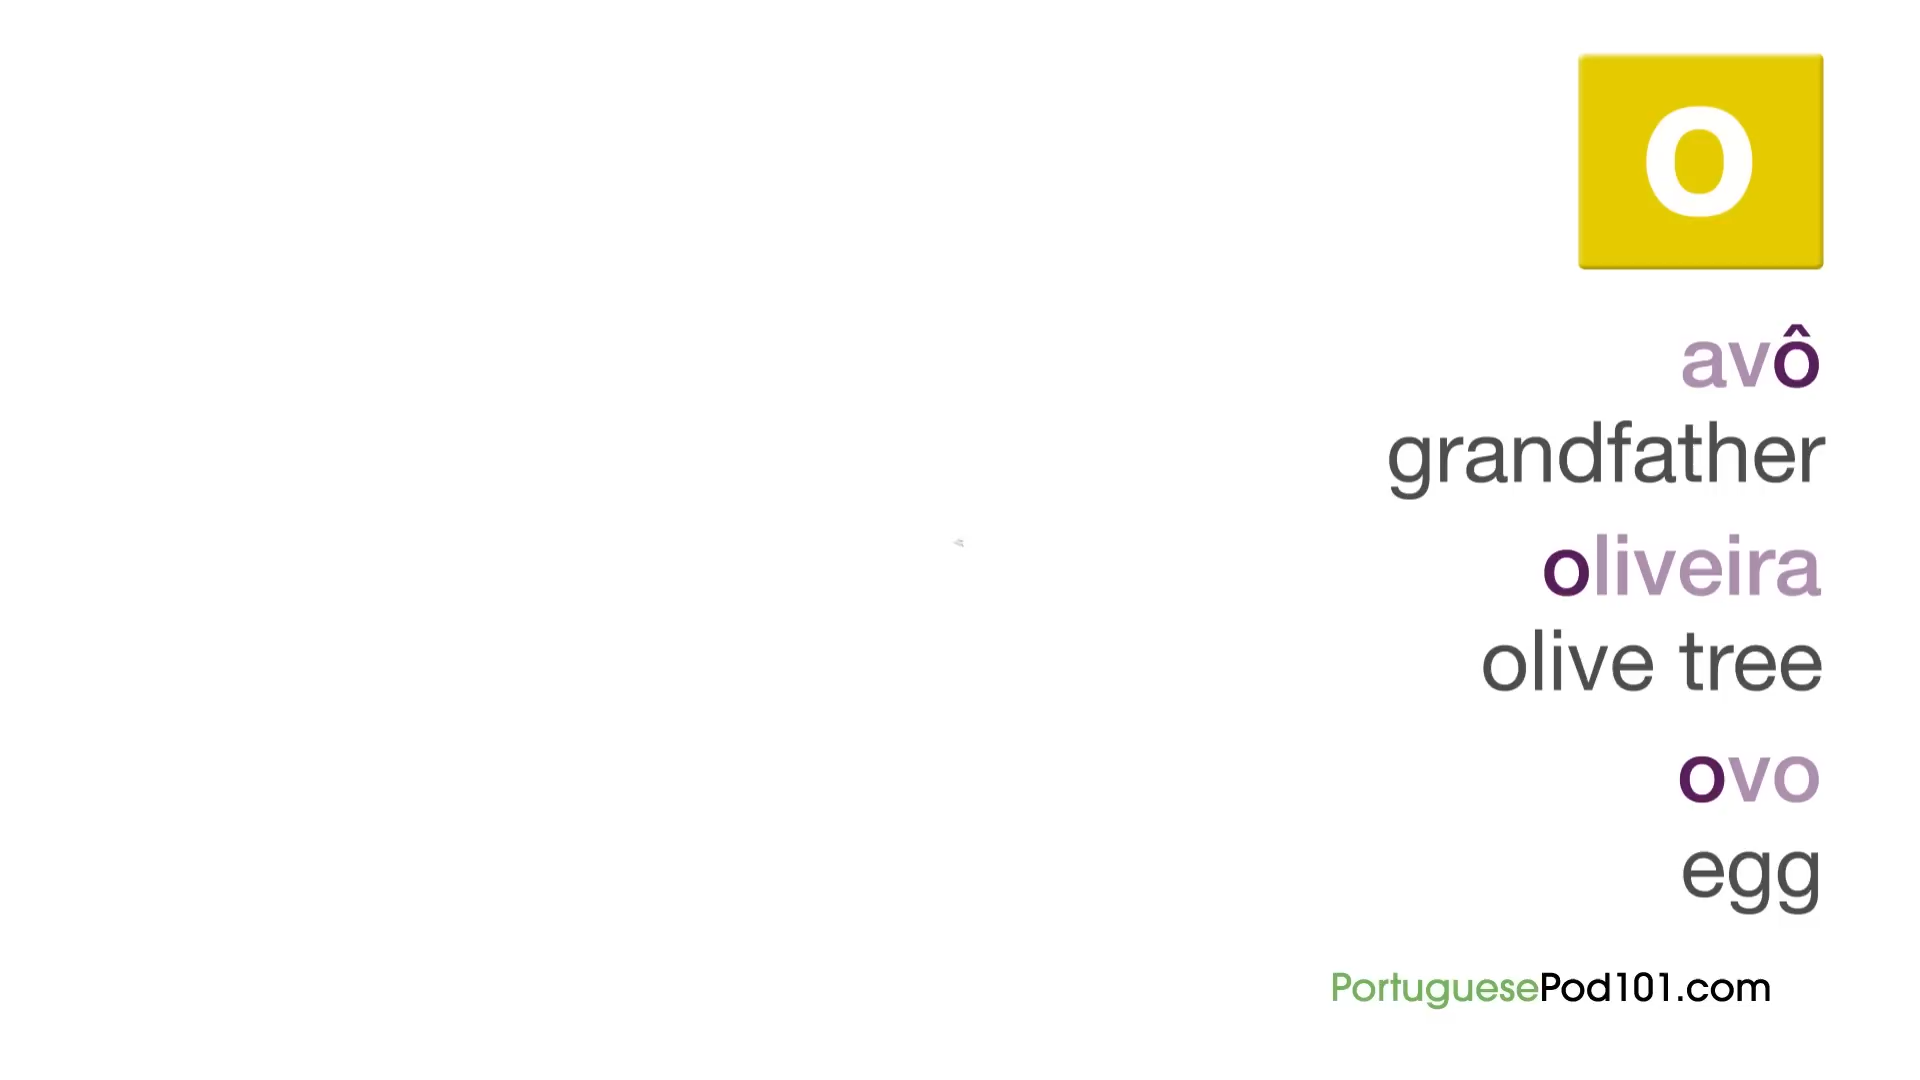 o
avô
grandfather
oliveira
olive tree
ovo
egg
PortuguesePod101.com